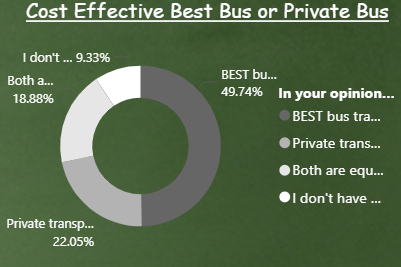 Cost Effective Best Bus or Private Bus
I don't ... 9.33%
Both a...
18.88%
BEST bu...
49.74%
Private transp...
22.05%
In your opinion...
BEST bus tra...
Private trans...
Both are equ...
I don't have ...